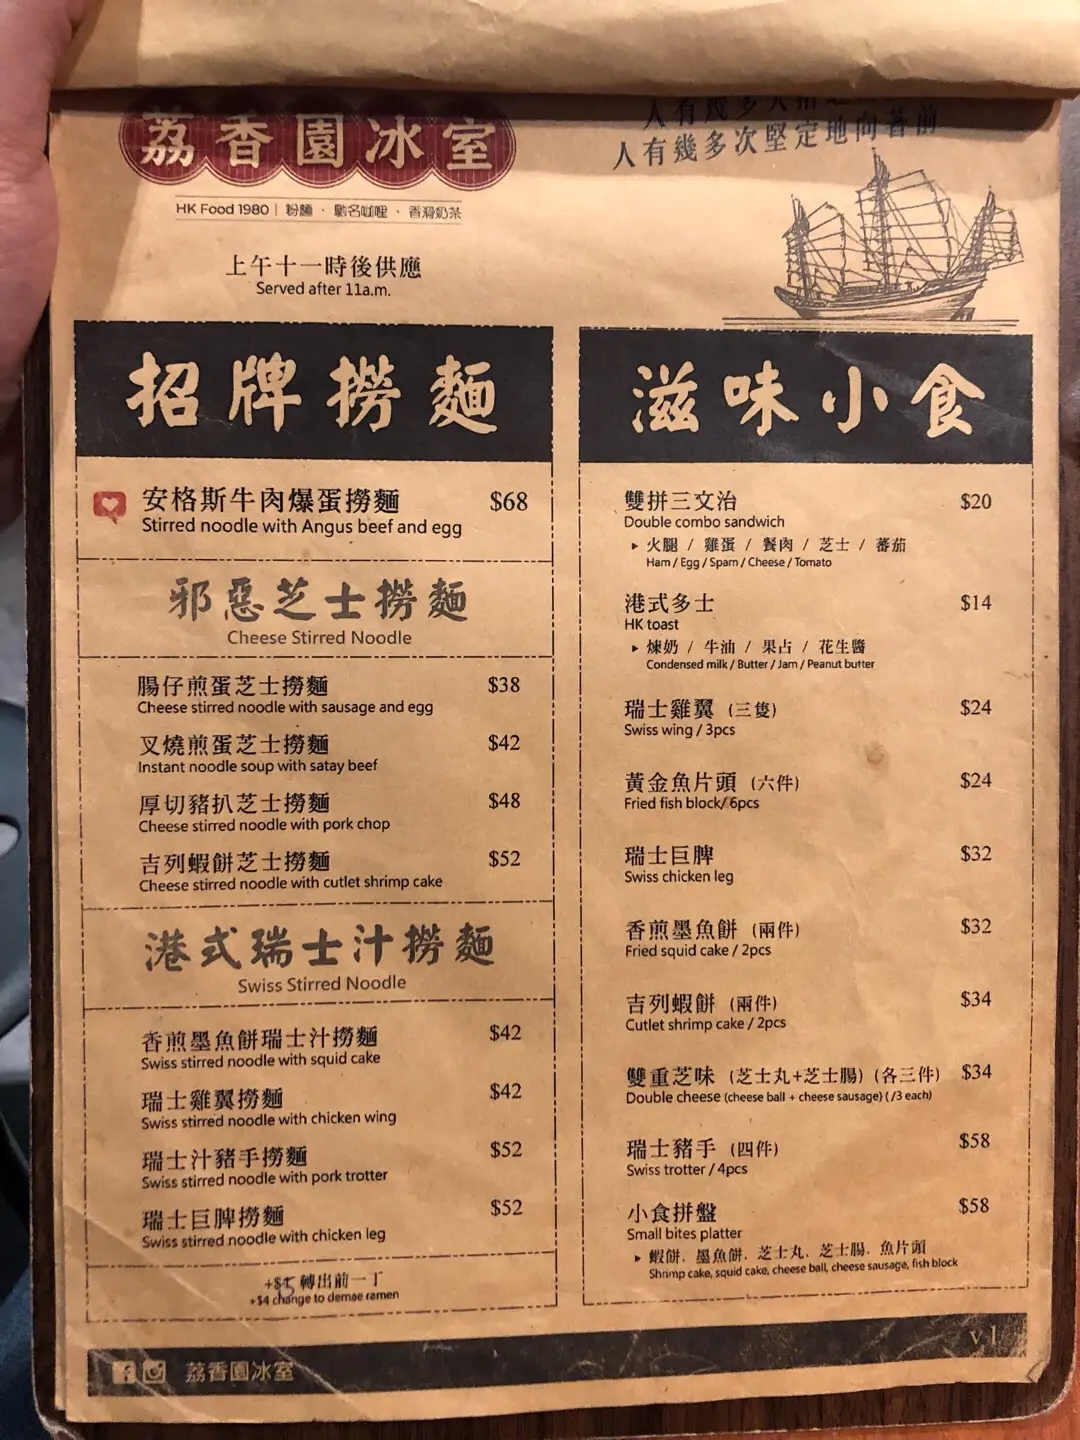 荔香園冰室
HK Food 1980 | 粉麵、馳名咖哩、香滑奶茶
人有幾多次堅定地向著前
上午十一時後供應
Served after 11a.m.
招牌撈麵
安格斯牛肉爆蛋撈麵 $68
Stirred noodle with Angus beef and egg
邪惡芝士撈麵
Cheese Stirred Noodle
腸仔煎蛋芝士撈麵 $38
Cheese stirred noodle with sausage and egg
叉燒煎蛋芝士撈麵 $42
Instant noodle soup with satay beef
厚切豬扒芝士撈麵 $48
Cheese stirred noodle with pork chop
吉列蝦餅芝士撈麵 $52
Cheese stirred noodle with cutlet shrimp cake
港式瑞士汁撈麵
Swiss Stirred Noodle
香煎墨魚餅瑞士汁撈麵 $42
Swiss stirred noodle with squid cake
瑞士雞翼撈麵 $42
Swiss stirred noodle with chicken wing
瑞士汁豬手撈麵 $52
Swiss stirred noodle with pork trotter
瑞士巨脾撈麵 $52
Swiss stirred noodle with chicken leg
+$5 轉出前一丁
+$4 change to demae ramen
滋味小食
雙拼三文治 $20
Double combo sandwich
▸ 火腿 / 雞蛋 / 餐肉 / 芝士 / 蕃茄
Ham / Egg / Spam / Cheese / Tomato
港式多士 $14
HK toast
▸ 煉奶 / 牛油 / 果占 / 花生醬
Condensed milk / Butter / Jam / Peanut butter
瑞士雞翼 (三隻) $24
Swiss wing / 3pcs
黃金魚片頭 (六件) $24
Fried fish block/ 6pcs
瑞士巨脾 $32
Swiss chicken leg
香煎墨魚餅 (兩件) $32
Fried squid cake / 2pcs
吉列蝦餅 (兩件) $34
Cutlet shrimp cake / 2pcs
雙重芝味 (芝士丸+芝士腸) (各三件) $34
Double cheese (cheese ball + cheese sausage) ( /3 each)
瑞士豬手 (四件) $58
Swiss trotter / 4pcs
小食拼盤 $58
Small bites platter
▸ 蝦餅, 墨魚餅, 芝士丸, 芝士腸, 魚片頭
Shrimp cake, squid cake, cheese ball, cheese sausage, fish block
v1
荔香園冰室